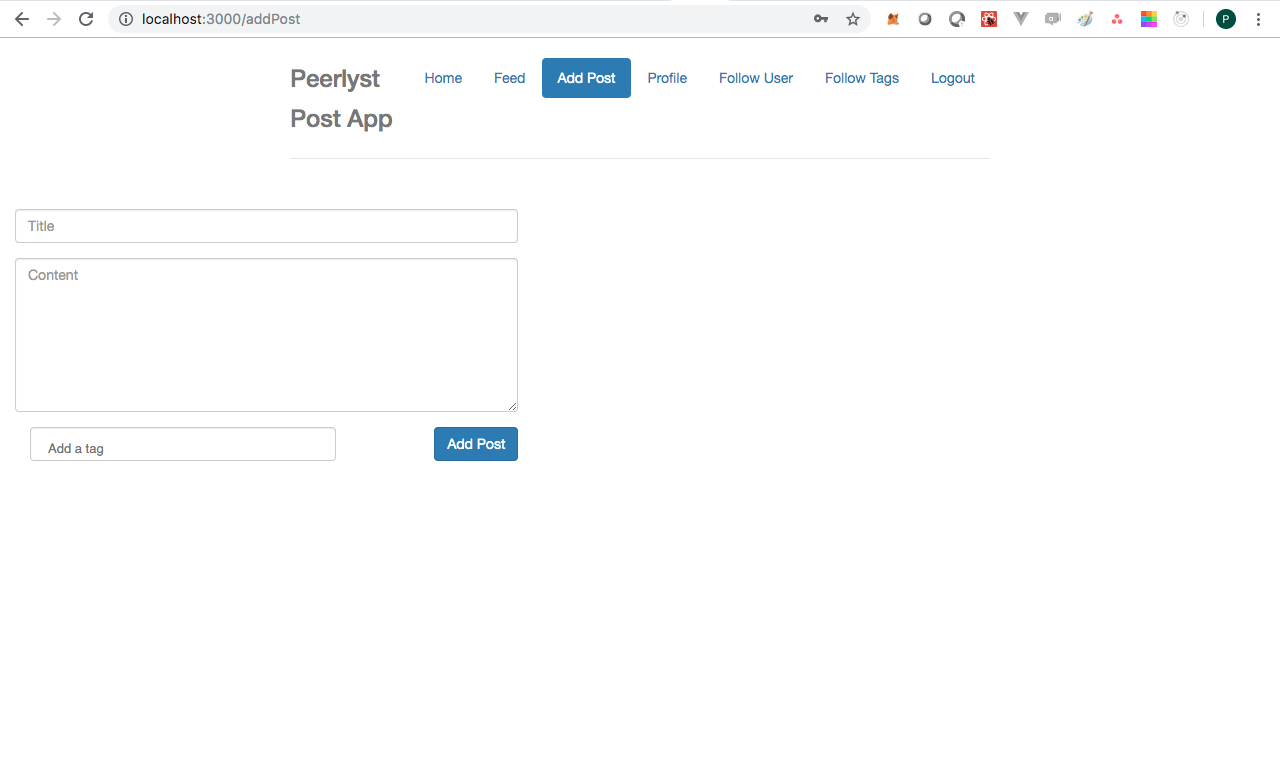 localhost:3000/addPost
P
Peerlyst Home Feed Add Post Profile Follow User Follow Tags Logout
Post App
Title
Content
Add a tag Add Post